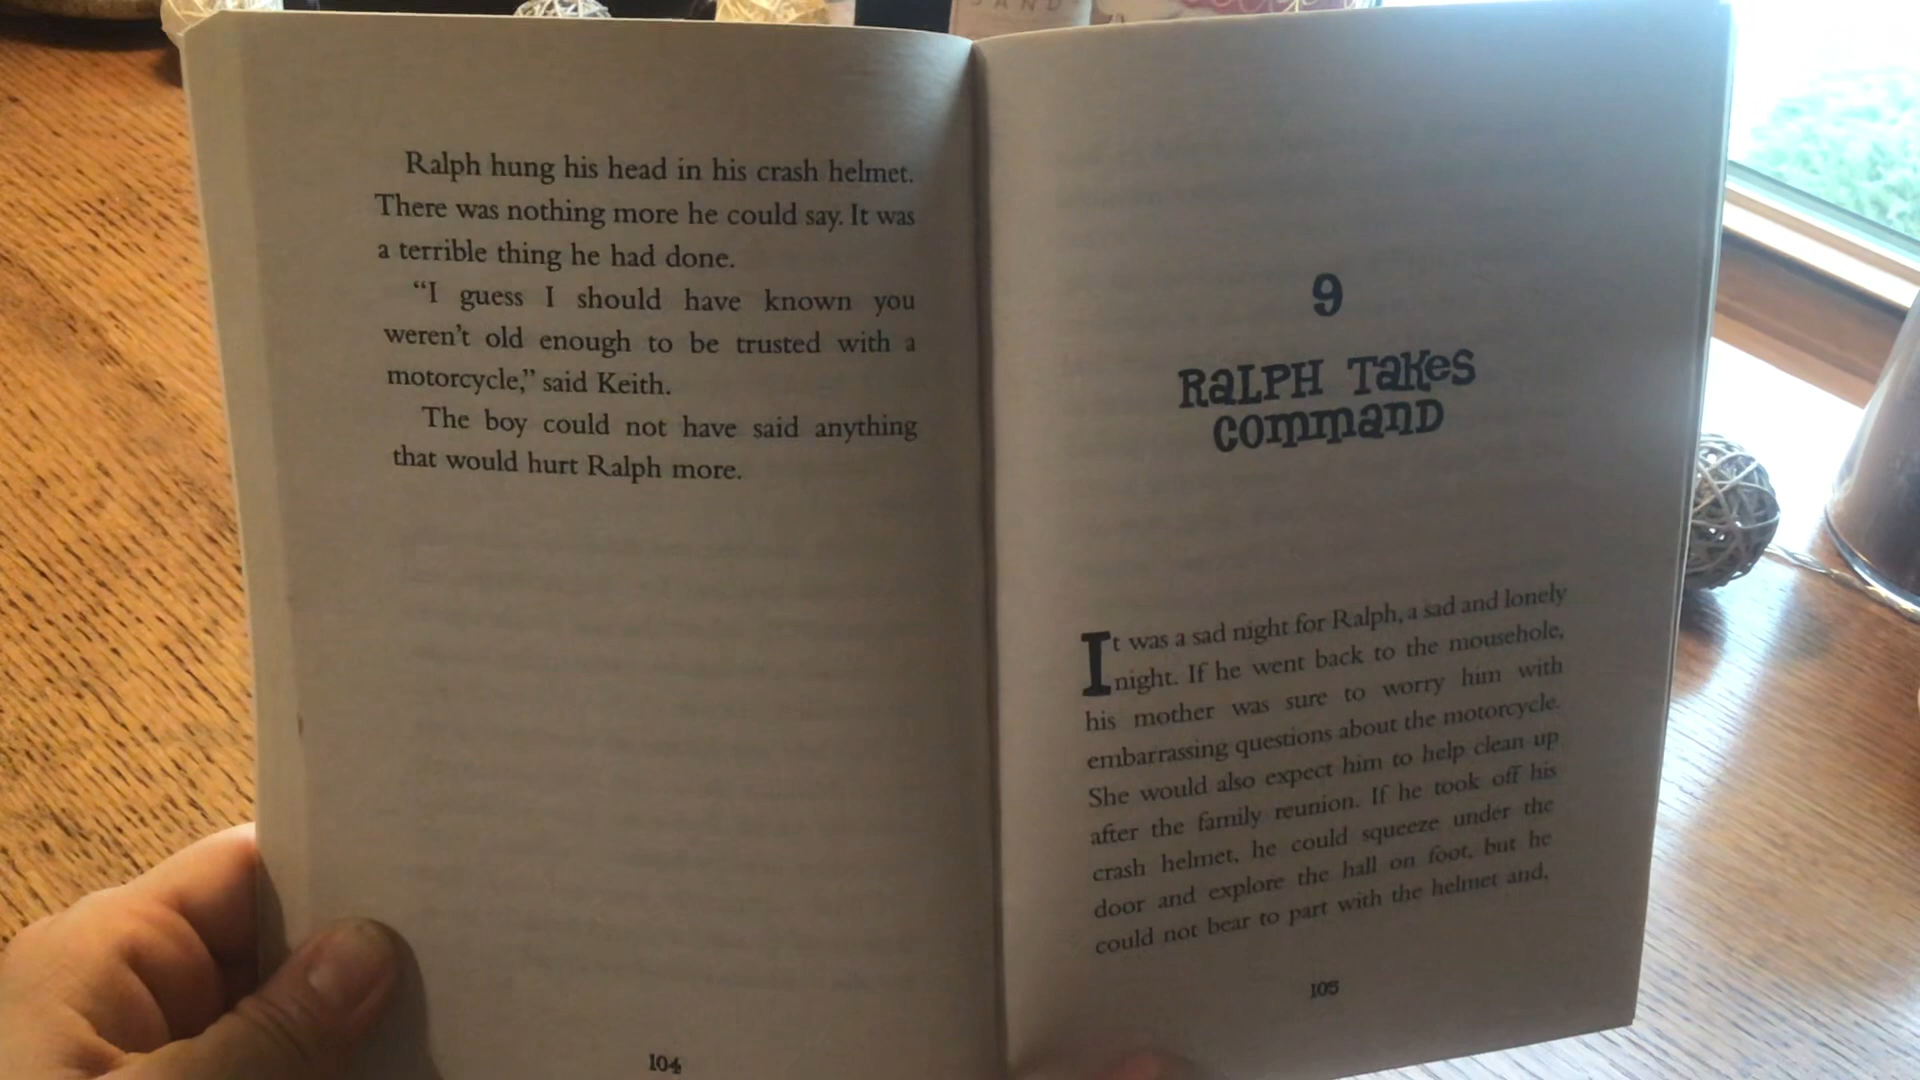 SAND
Ralph hung his head in his crash helmet.
There was nothing more he could say. It was
a terrible thing he had done.
“I guess I should have known you
weren’t old enough to be trusted with a
motorcycle,” said Keith.
The boy could not have said anything
that would hurt Ralph more.
104
9
RaLPH TaKes
commanD
It was a sad night for Ralph, a sad and lonely
night. If he went back to the mousehole,
his mother was sure to worry him with
embarrassing questions about the motorcycle.
She would also expect him to help clean up
after the family reunion. If he took off his
crash helmet, he could squeeze under the
door and explore the hall on foot, but he
could not bear to part with the helmet and,
105